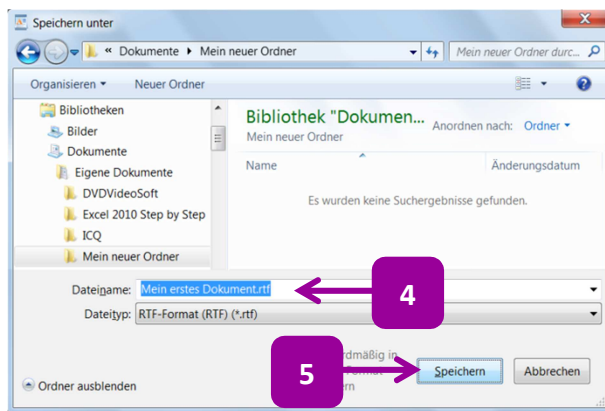 Speichern unter
« Dokumente Mein neuer Ordner
Mein neuer Ordner durc...
Organisieren
Neuer Ordner
Bibliotheken
Bilder
Dokumente
Eigene Dokumente
DVDVideoSoft
Excel 2010 Step by Step
ICQ
Mein neuer Ordner
Bibliothek "Dokumen...
Mein neuer Ordner
Anordnen nach: Ordner
Name
Änderungsdatum
Es wurden keine Suchergebnisse gefunden.
Dateiname: Mein erstes Dokument.rtf
4
Dateityp: RTF-Format (RTF) (*.rtf)
5
Speichern
Abbrechen
Ordner ausblenden